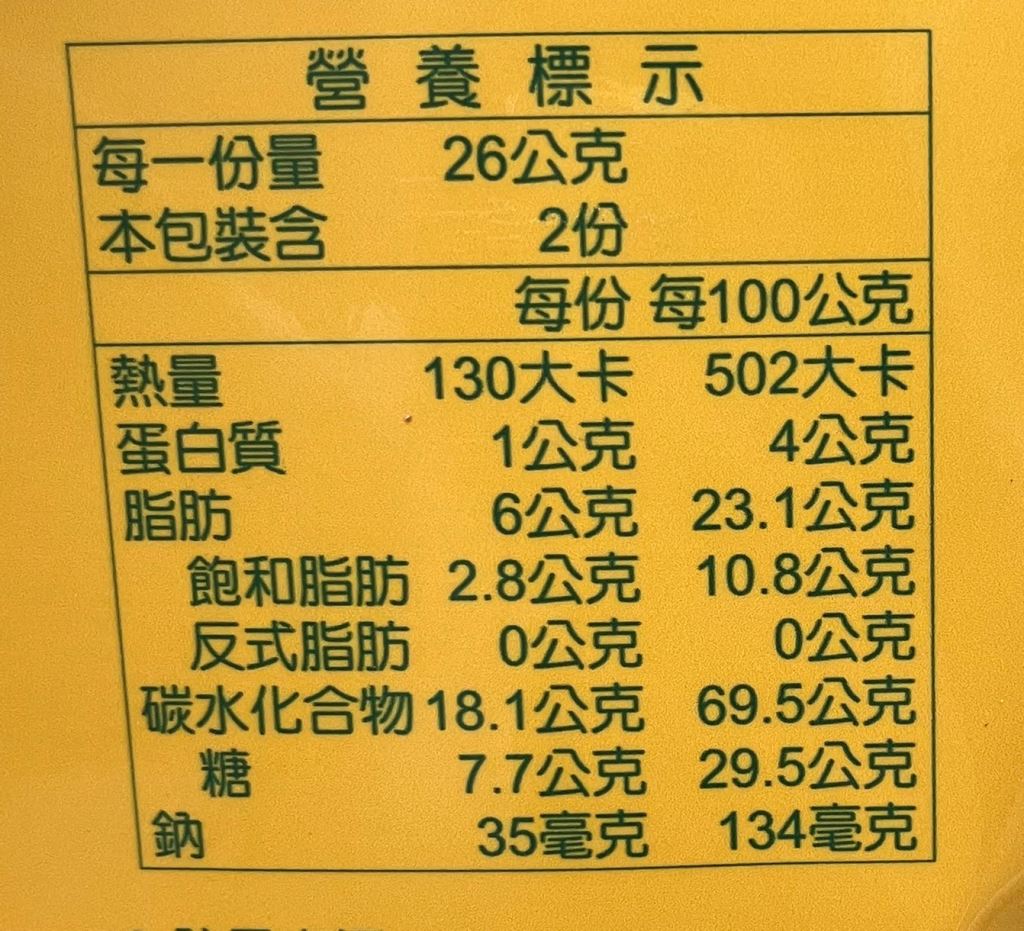 營養標示
每一份量 26公克
本包裝含 2份
每份 每100公克
熱量 130大卡 502大卡
蛋白質 1公克 4公克
脂肪 6公克 23.1公克
飽和脂肪 2.8公克 10.8公克
反式脂肪 0公克 0公克
碳水化合物 18.1公克 69.5公克
糖 7.7公克 29.5公克
鈉 35毫克 134毫克